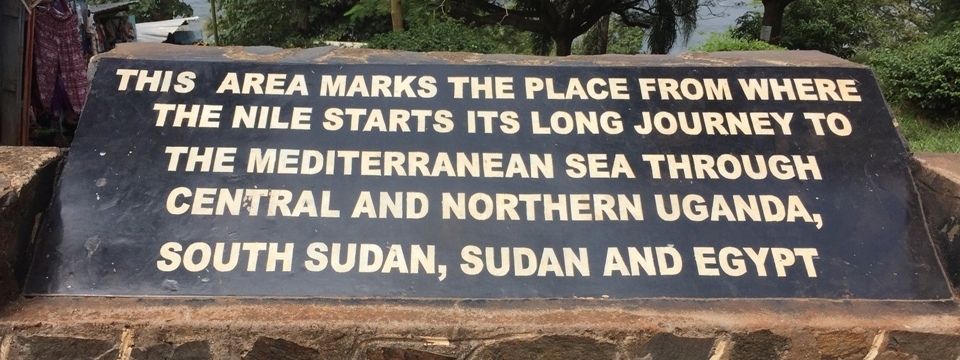 THIS AREA MARKS THE PLACE FROM WHERE
THE NILE STARTS ITS LONG JOURNEY TO
THE MEDITERRANEAN SEA THROUGH
CENTRAL AND NORTHERN UGANDA,
SOUTH SUDAN, SUDAN AND EGYPT